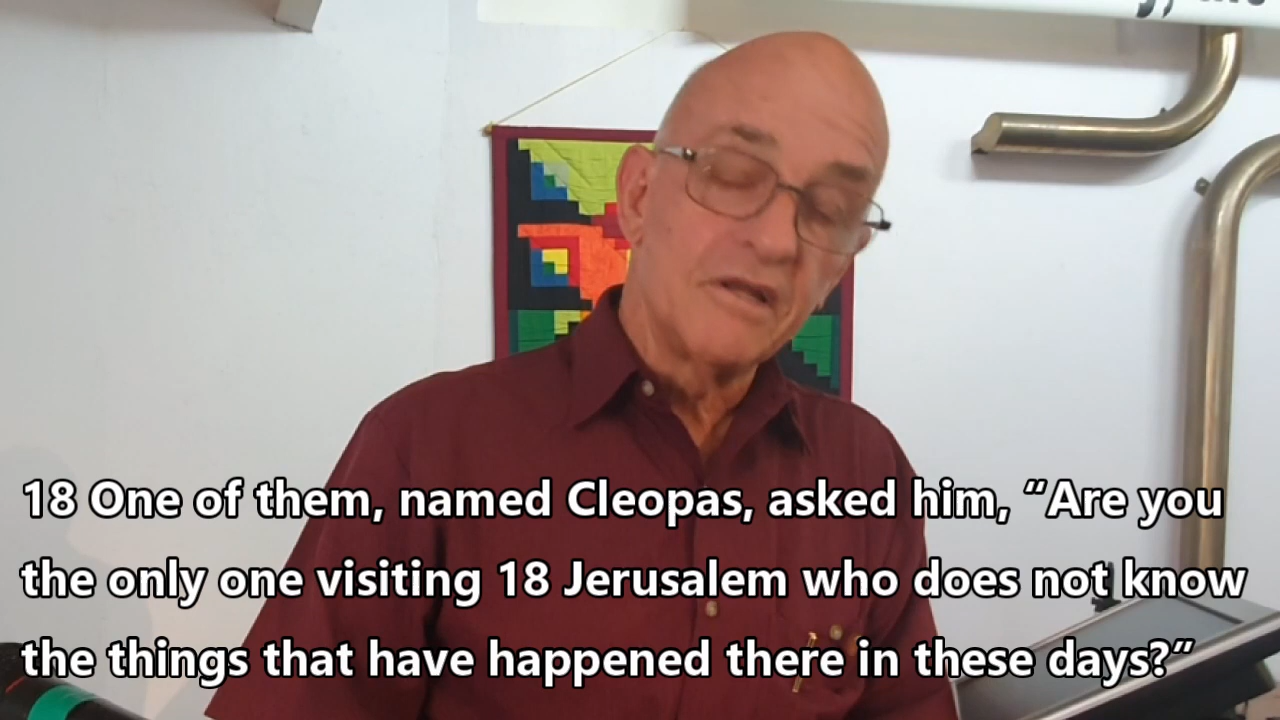 18 One of them, named Cleopas, asked him, “Are you
the only one visiting 18 Jerusalem who does not know
the things that have happened there in these days?”